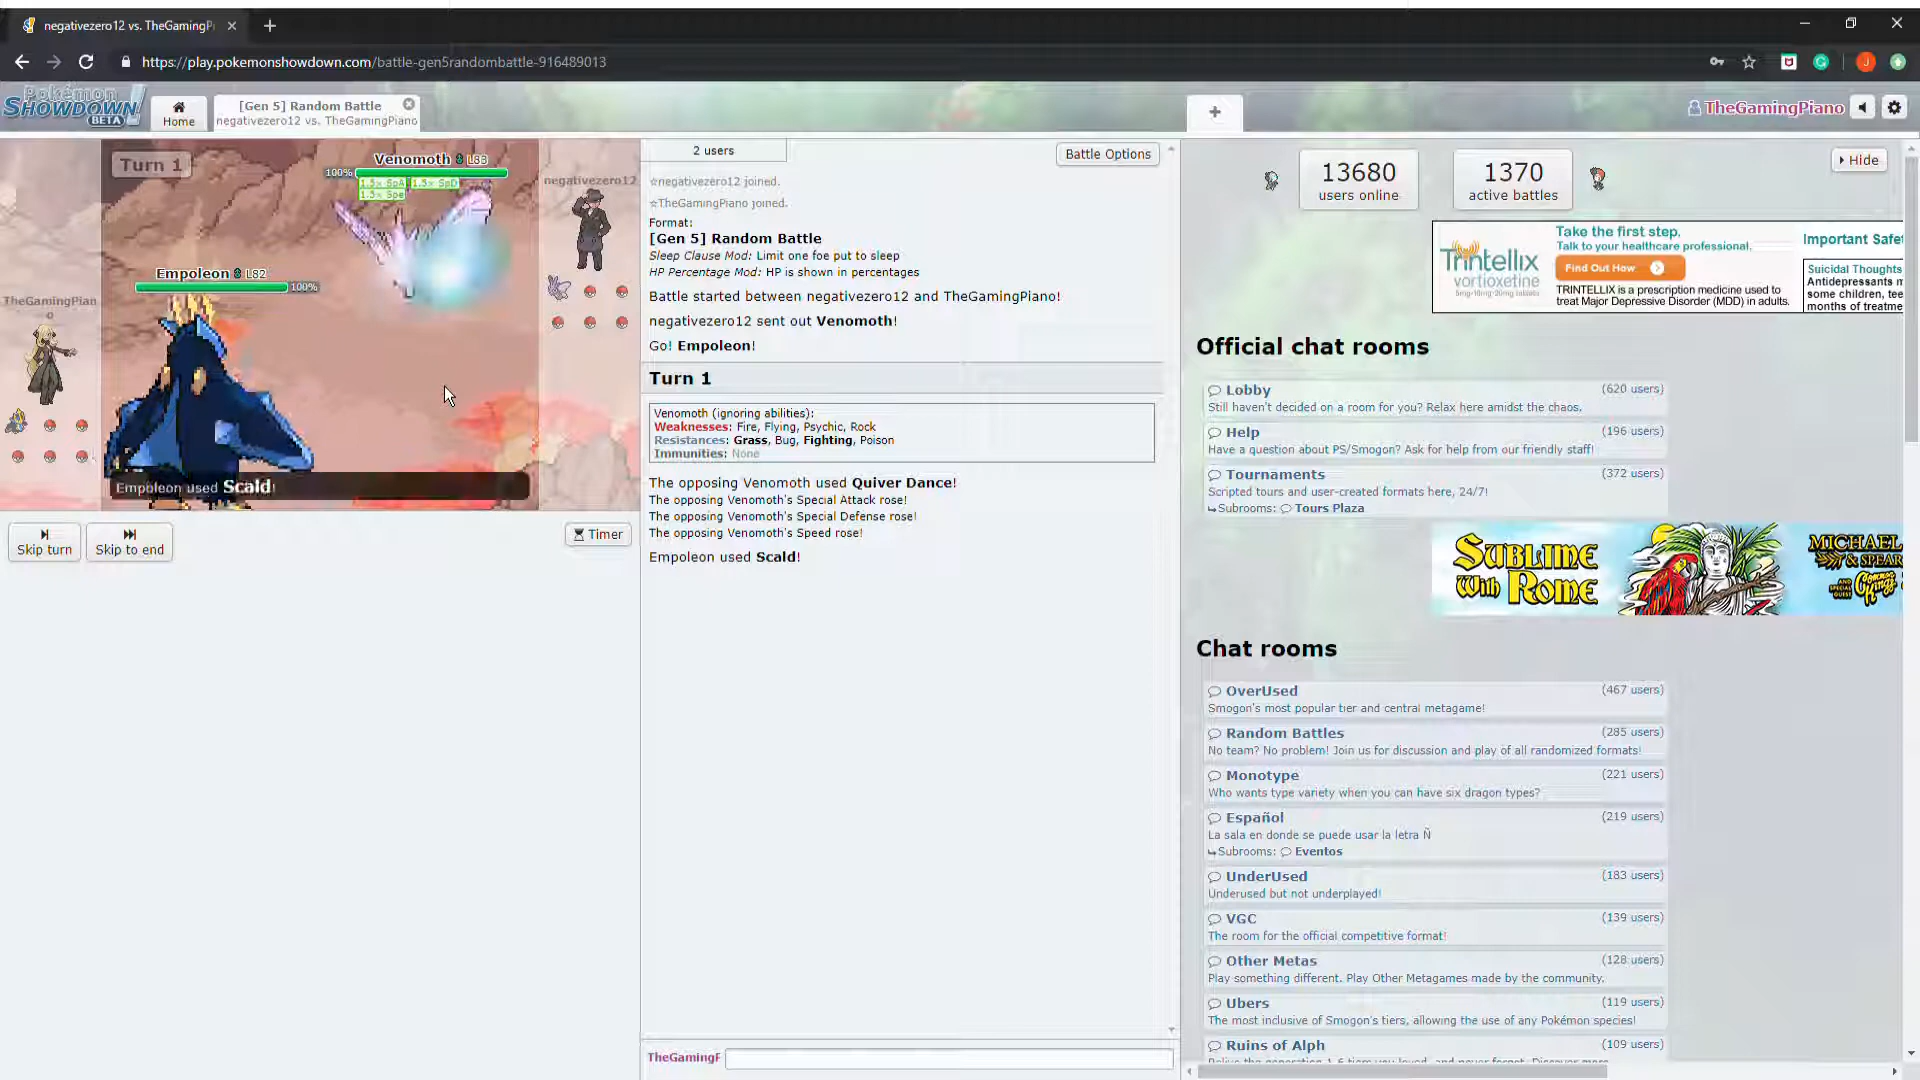 negativezero12 vs. TheGamingPi
https://play.pokemonshowdown.com/battle-gen5randombattle-916489013
J
Pokémon
SHOWDOWN!
BETA
Home
[Gen 5] Random Battle
negativezero12 vs. TheGamingPiano
TheGamingPiano
Turn 1
Venomoth L83
100%
1.5× SpA 1.5× SpD
1.5× Spe
Empoleon L82
100%
TheGamingPian
o
negativezero12
Empoleon used Scald!
Skip turn
Skip to end
Timer
2 users
Battle Options
☆negativezero12 joined.
☆TheGamingPiano joined.
Format:
[Gen 5] Random Battle
Sleep Clause Mod: Limit one foe put to sleep
HP Percentage Mod: HP is shown in percentages
Battle started between negativezero12 and TheGamingPiano!
negativezero12 sent out Venomoth!
Go! Empoleon!
Turn 1
Venomoth (ignoring abilities):
Weaknesses: Fire, Flying, Psychic, Rock
Resistances: Grass, Bug, Fighting, Poison
Immunities: None
The opposing Venomoth used Quiver Dance!
The opposing Venomoth's Special Attack rose!
The opposing Venomoth's Special Defense rose!
The opposing Venomoth's Speed rose!
Empoleon used Scald!
TheGamingP
13680
users online
1370
active battles
Hide
Trintellix
vortioxetine
5mg·10mg·20mg tablets
Take the first step.
Talk to your healthcare professional.
Find Out How
TRINTELLIX is a prescription medicine used to
treat Major Depressive Disorder (MDD) in adults.
Important Safet
Suicidal Thoughts
Antidepressants m
some children, tee
months of treatme
Official chat rooms
Lobby (620 users)
Still haven't decided on a room for you? Relax here amidst the chaos.
Help (196 users)
Have a question about PS/Smogon? Ask for help from our friendly staff!
Tournaments (372 users)
Scripted tours and user-created formats here, 24/7!
↳Subrooms: Tours Plaza
SUBLIME
With ROME
MICHAEL
& SPEAR
AND SPECIAL GUEST
Common Kings
Chat rooms
OverUsed (467 users)
Smogon's most popular tier and central metagame!
Random Battles (285 users)
No team? No problem! Join us for discussion and play of all randomized formats!
Monotype (221 users)
Who wants type variety when you can have six dragon types?
Español (219 users)
La sala en donde se puede usar la letra Ñ
↳Subrooms: Eventos
UnderUsed (183 users)
Underused but not underplayed!
VGC (139 users)
The room for the official competitive format!
Other Metas (128 users)
Play something different. Play Other Metagames made by the community.
Ubers (119 users)
The most inclusive of Smogon's tiers, allowing the use of any Pokémon species!
Ruins of Alph (109 users)